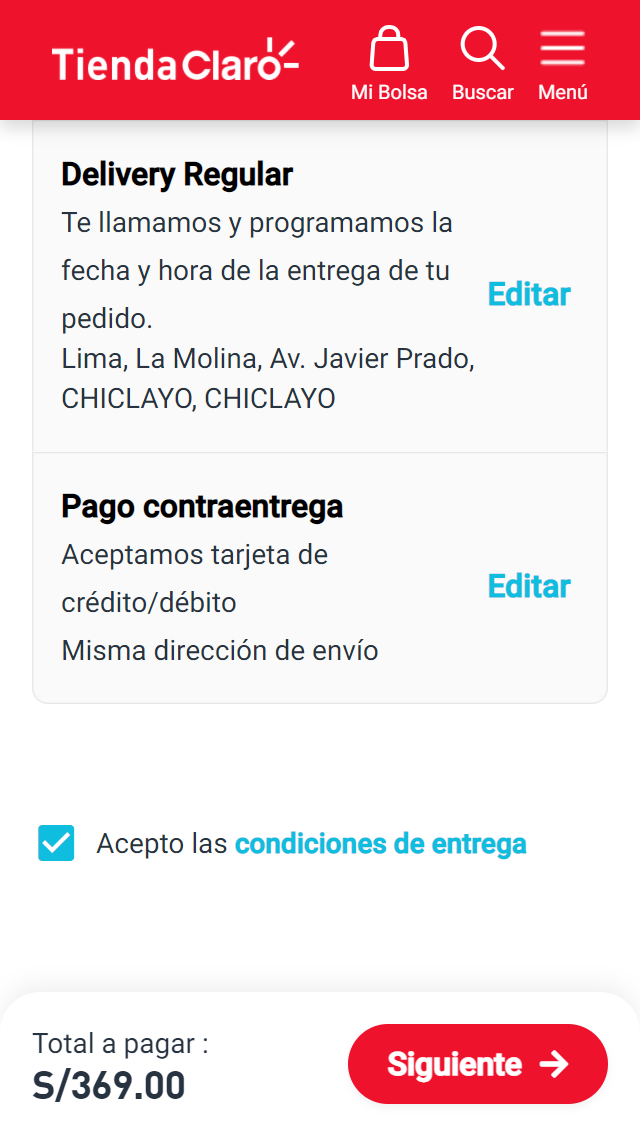 Tienda Claro
Mi Bolsa
Buscar
Menú
Delivery Regular
Te llamamos y programamos la
fecha y hora de la entrega de tu
pedido.
Lima, La Molina, Av. Javier Prado,
CHICLAYO, CHICLAYO
Editar
Pago contraentrega
Aceptamos tarjeta de
crédito/débito
Misma dirección de envío
Editar
Acepto las condiciones de entrega
Total a pagar :
S/369.00
Siguiente